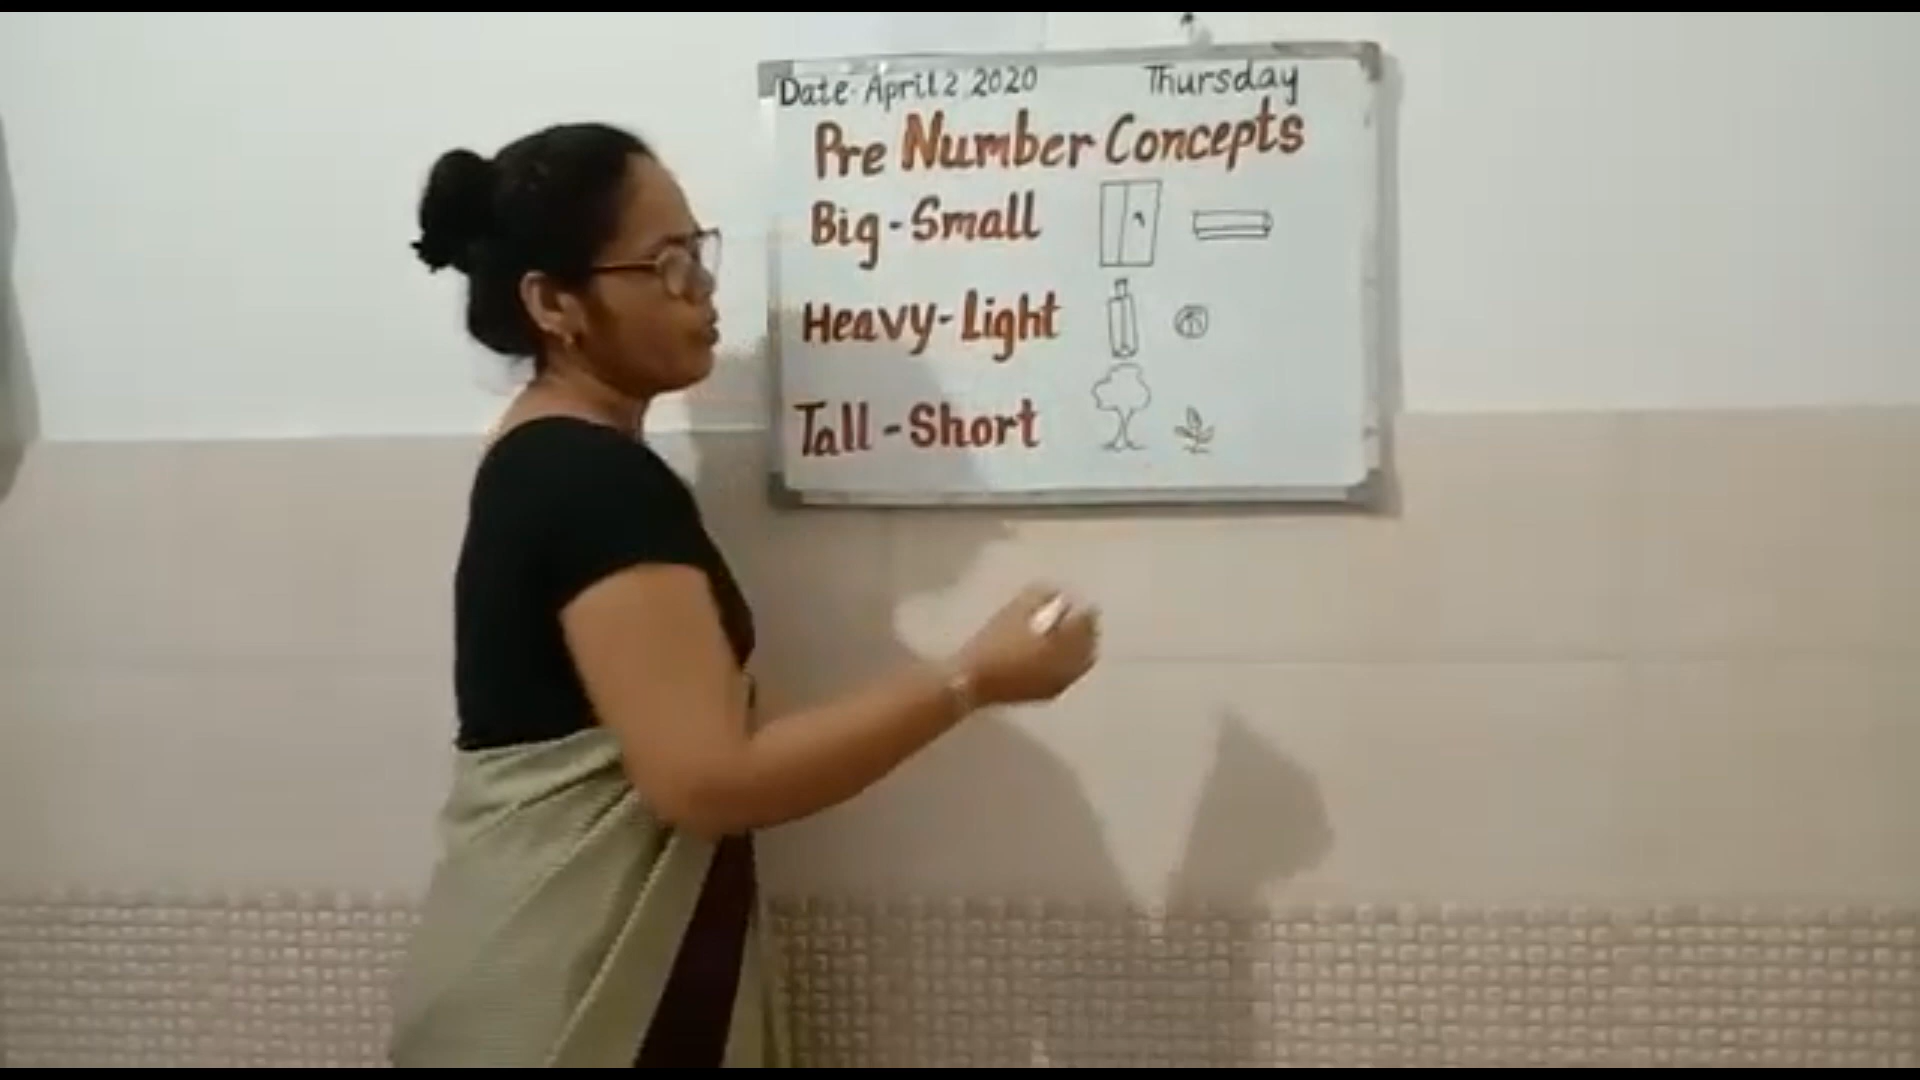 Date- April 2 2020 Thursday
Pre Number Concepts
Big-Small
Heavy-Light
Tall-Short